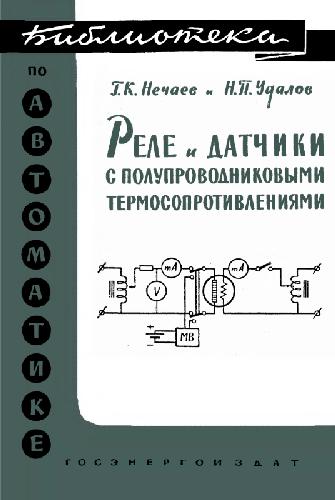 Библиотека
ПО
АВТОМАТИКЕ
Г.К. Нечаев и Н.П. Удалов
РЕЛЕ и ДАТЧИКИ
С ПОЛУПРОВОДНИКОВЫМИ
ТЕРМОСОПРОТИВЛЕНИЯМИ
mA
mA
V
МВ
ГОСЭНЕРГОИЗДАТ